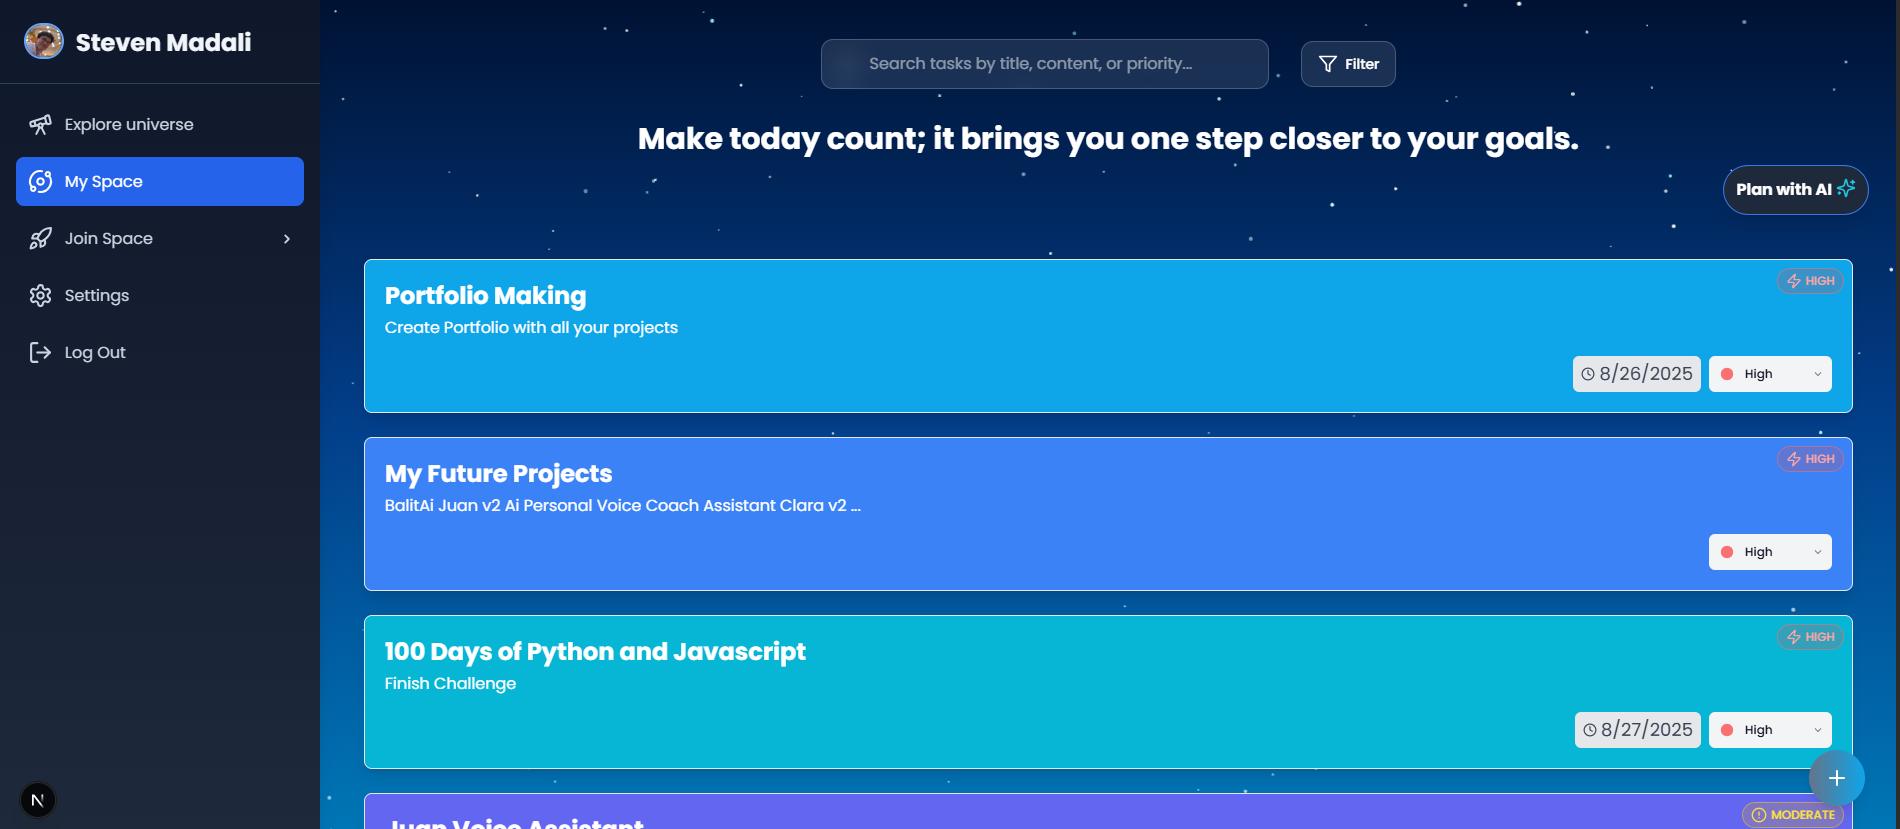 Steven Madali
Explore universe
My Space
Join Space
Settings
Log Out
N
Search tasks by title, content, or priority...
Filter
Make today count; it brings you one step closer to your goals.
Plan with AI
Portfolio Making
HIGH
Create Portfolio with all your projects
8/26/2025
High
My Future Projects
HIGH
BalitAi Juan v2 Ai Personal Voice Coach Assistant Clara v2 ...
High
100 Days of Python and Javascript
HIGH
Finish Challenge
8/27/2025
High
Juan Voice Assistant
MODERATE